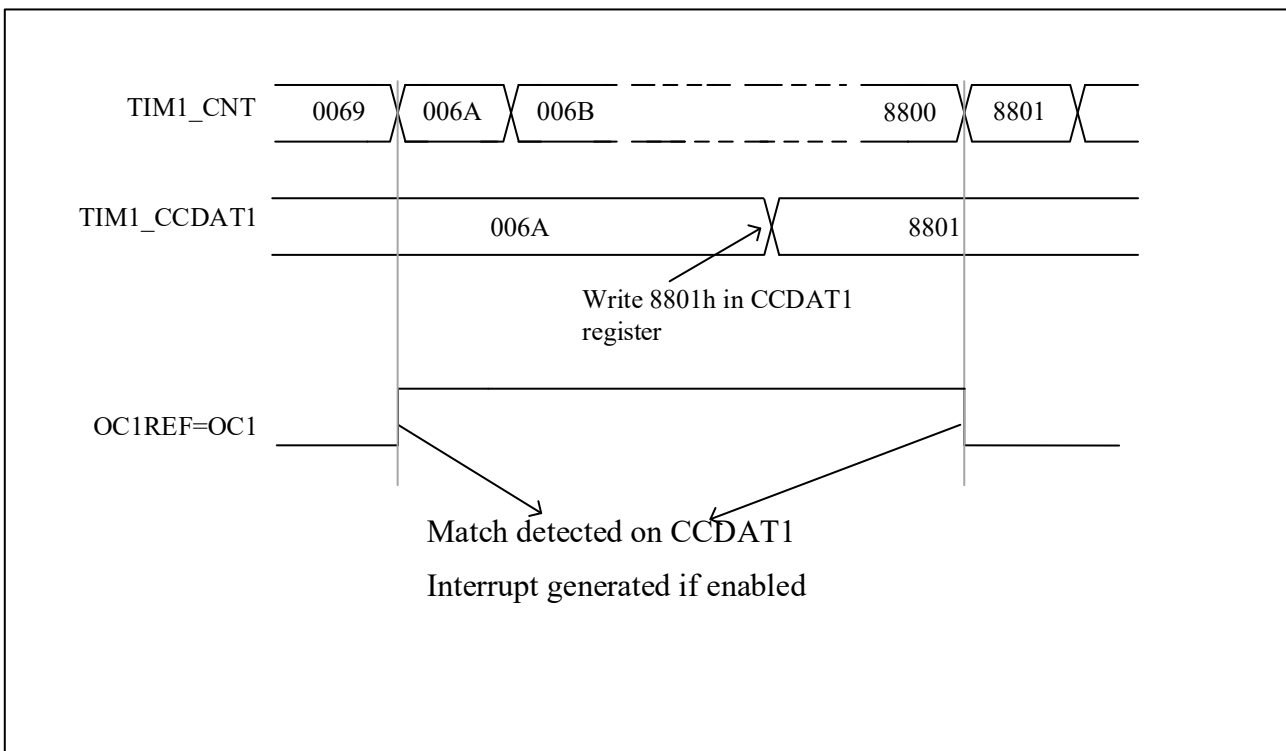 TIM1_CNT 0069 006A 006B 8800 8801
TIM1_CCDAT1 006A 8801
Write 8801h in CCDAT1
register
OC1REF=OC1
Match detected on CCDAT1
Interrupt generated if enabled